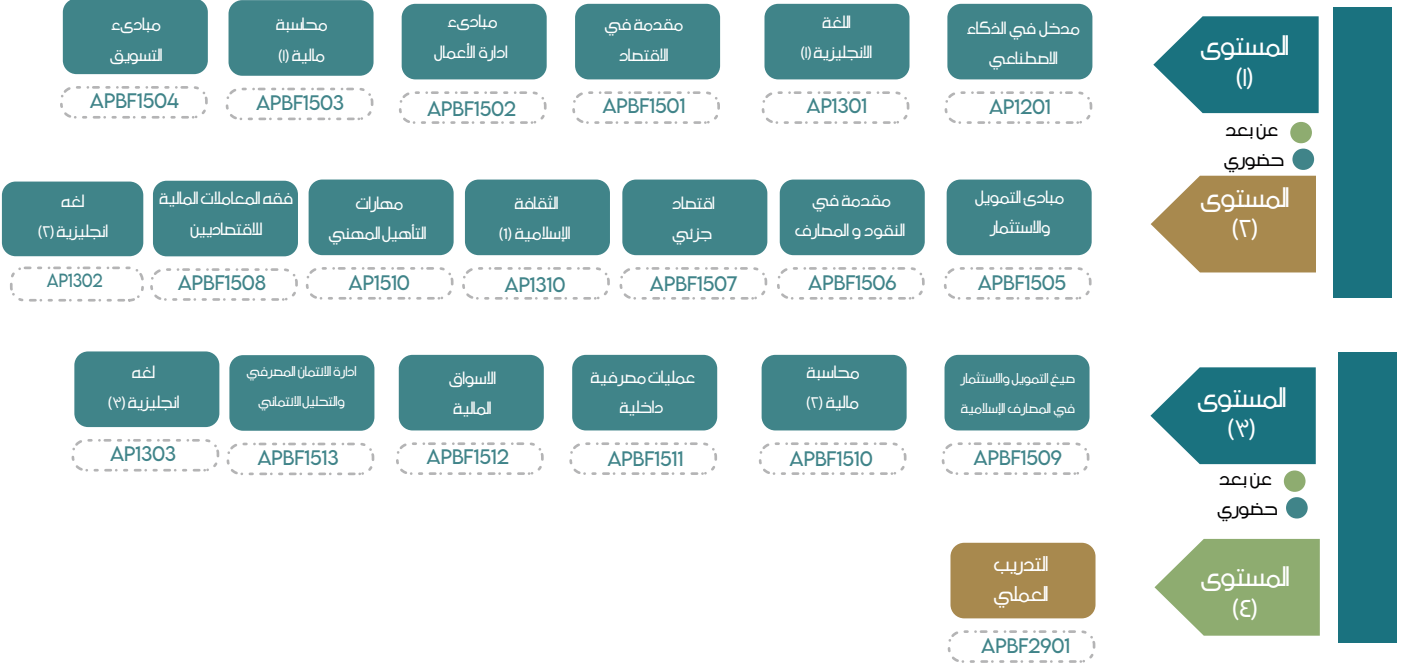 المستوى
(١)
مدخل في الذكاء
الاصطناعي
AP1201
اللغة
الانجليزية (١)
AP1301
مقدمة في
الاقتصاد
APBF1501
مبادىء
ادارة الأعمال
APBF1502
محاسبة
مالية (١)
APBF1503
مبادىء
التسويق
APBF1504
عن بعد
حضوري
المستوى
(٢)
مبادئ التمويل
والاستثمار
APBF1505
مقدمة في
النقود و المصارف
APBF1506
اقتصاد
جزئي
APBF1507
الثقافة
الإسلامية (1)
AP1310
مهارات
التأهيل المهني
AP1510
فقه المعاملات المالية
للاقتصاديين
APBF1508
لغه
انجليزية (٢)
AP1302
المستوى
(٣)
صيغ التمويل والاستثمار
في المصارف الإسلامية
APBF1509
محاسبة
مالية (٢)
APBF1510
عمليات مصرفية
داخلية
APBF1511
الاسواق
المالية
APBF1512
ادارة الائتمان المصرفي
والتحليل الائتماني
APBF1513
لغه
انجليزية (٣)
AP1303
عن بعد
حضوري
المستوى
(٤)
التدريب
العملي
APBF2901